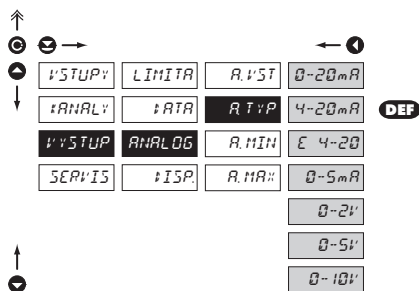 VSTUPY LIMITA A.VST 0-20mA
KANALY DATA A.TYP 4-20mA DEF
VYSTUP ANALOG A.MIN E 4-20
SERVIS DISP. A.MAX 0-5mA
0-2V
0-5V
0-10V